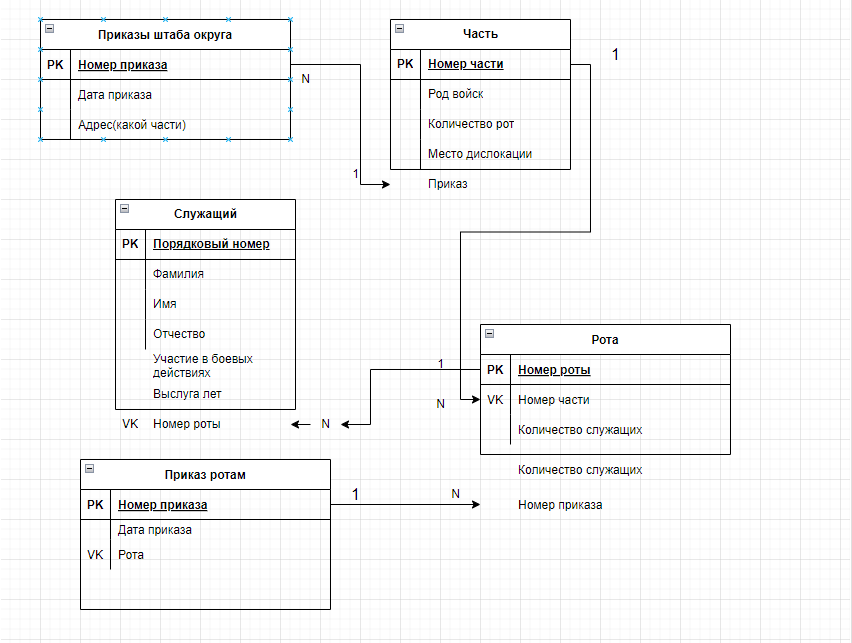 Приказы штаба округа
PK Номер приказа
Дата приказа
Адрес(какой части)
N
1
Часть
PK Номер части
Род войск
Количество рот
Место дислокации
Приказ
1
Служащий
PK Порядковый номер
Фамилия
Имя
Отчество
Участие в боевых
действиях
Выслуга лет
VK Номер роты
N
1
N
Рота
PK Номер роты
VK Номер части
Количество служащих
Количество служащих
Номер приказа
Приказ ротам
PK Номер приказа
Дата приказа
VK Рота
1
N